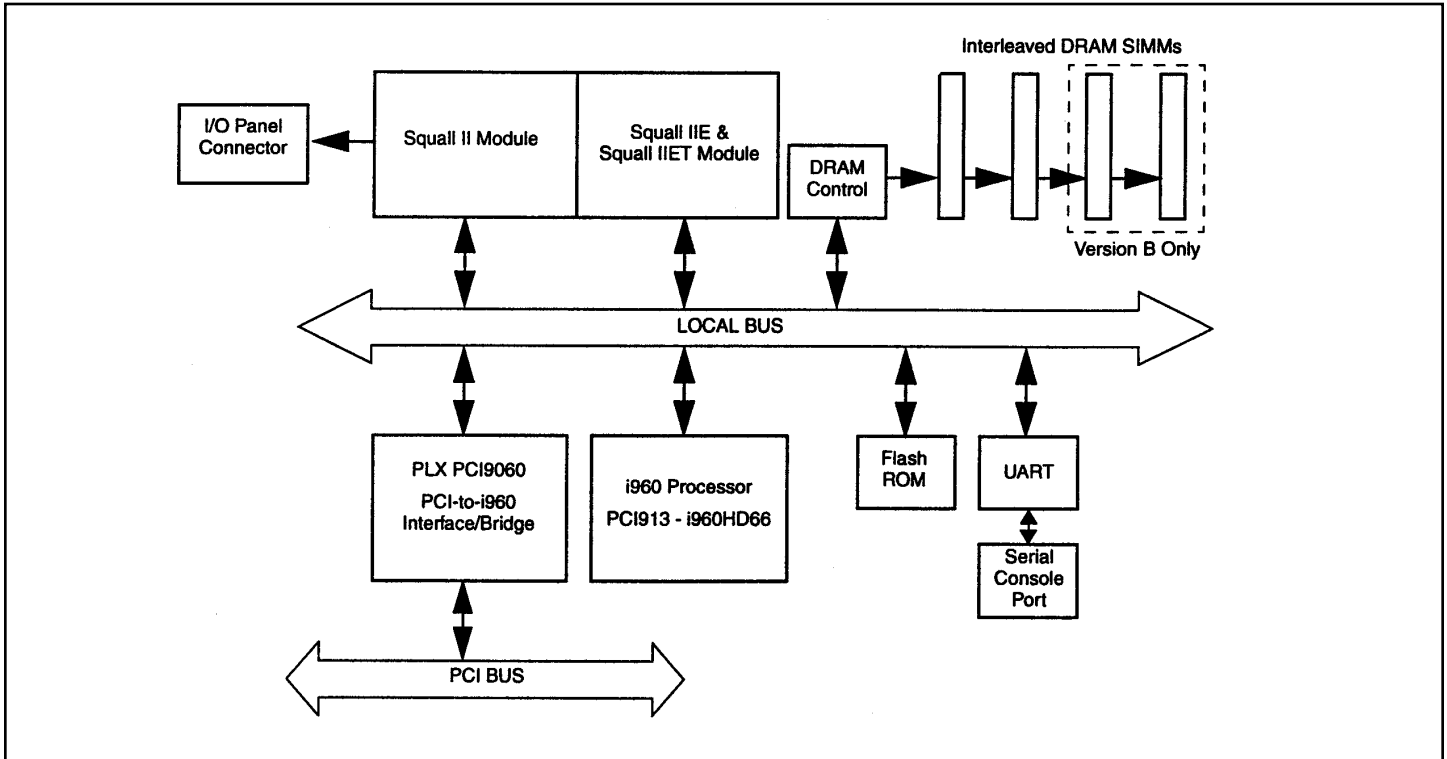 Interleaved DRAM SIMMs
I/O Panel
Connector
Squall II Module
Squall IIE &
Squall IIET Module
DRAM
Control
Version B Only
LOCAL BUS
PLX PCI9060
PCI-to-i960
Interface/Bridge
i960 Processor
PCI913 - i960HD66
Flash
ROM
UART
Serial
Console
Port
PCI BUS